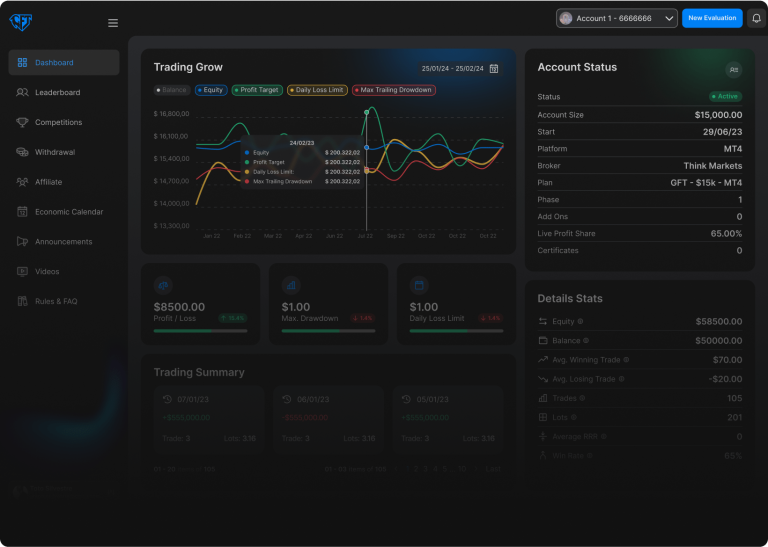 CFT
Account 1 - 6666666
New Evaluation
Dashboard
Leaderboard
Competitions
Withdrawal
Affiliate
Economic Calendar
Announcements
Videos
Rules & FAQ
Trading Grow
25/01/24 - 25/02/24
Balance
Equity
Profit Target
Daily Loss Limit
Max Trailing Drowdown
$ 16,800.00
$ 16,100.00
$ 15,400.00
$ 14,700.00
$ 14,000.00
$ 13,300.00
24/02/23
Equity $ 200.322,02
Profit Target $ 200.322,02
Daily Loss Limit $ 200.322,02
Max Trailing Drawdown $ 200.322,02
Jan 22 Feb 22 Mar 22 Apr 22 Jun 22 Jul 22 Sep 22 Oct 22 Oct 22 Oct 22
$8500.00
Profit / Loss
$1.00
Max. Drawdown
1.0%
$1.00
Daily Loss Limit
1.0%
Trading Summary
07/01/23
Trade: 3 Lots: 3.16
06/01/23
Trade: 3 Lots: 3.16
05/01/23
Trade: 3 Lots: 3.16
Account Status
Status Active
Account Size $15,000.00
Start 29/06/23
Platform MT4
Broker Think Markets
Plan GFT - $15k - MT4
Phase 1
Add Ons 0
Live Profit Share 65.00%
Certificates 0
Details Stats
Equity $58500.00
Balance $50000.00
Avg. Winning Trade $70.00
Avg. Losing Trade -$20.00
Trades 105
Lots 201
Average RRR 0
Win Rate 65%